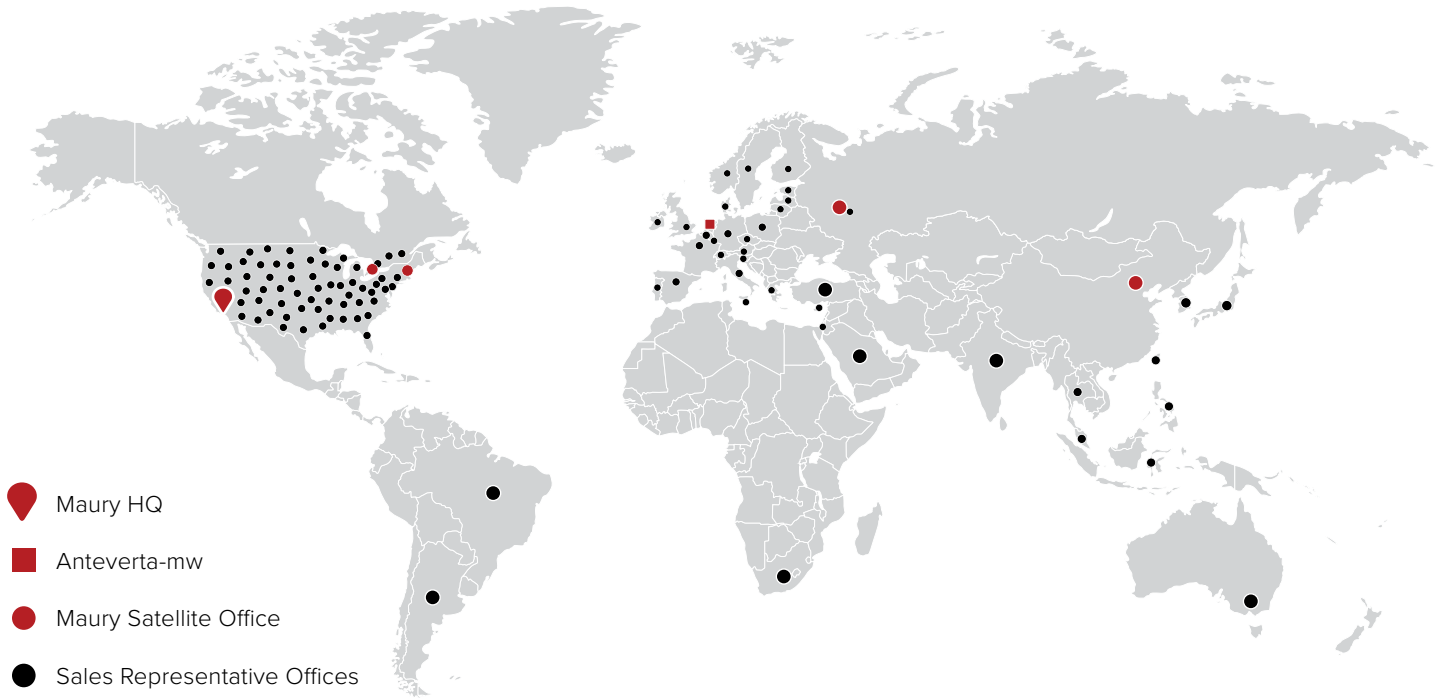 Maury HQ
Anteverta-mw
Maury Satellite Office
Sales Representative Offices